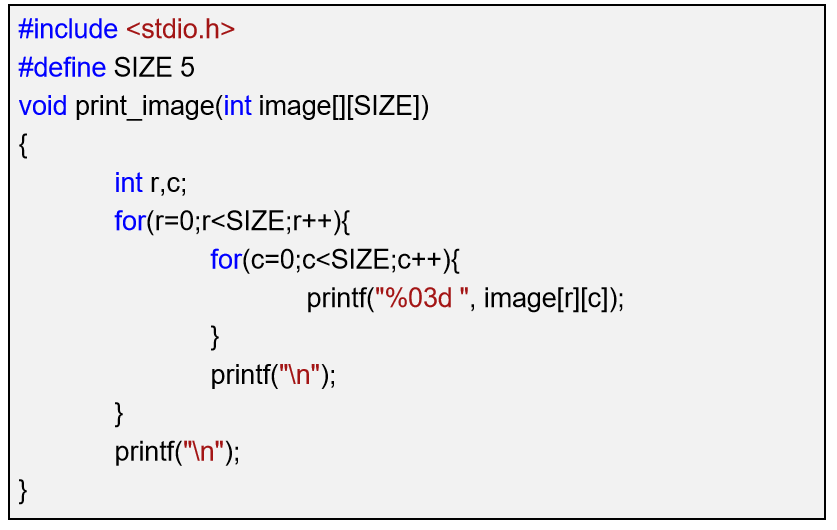 #include <stdio.h>
#define SIZE 5
void print_image(int image[][SIZE])
{
int r,c;
for(r=0;r<SIZE;r++){
for(c=0;c<SIZE;c++){
printf("%03d ", image[r][c]);
}
printf("\n");
}
printf("\n");
}